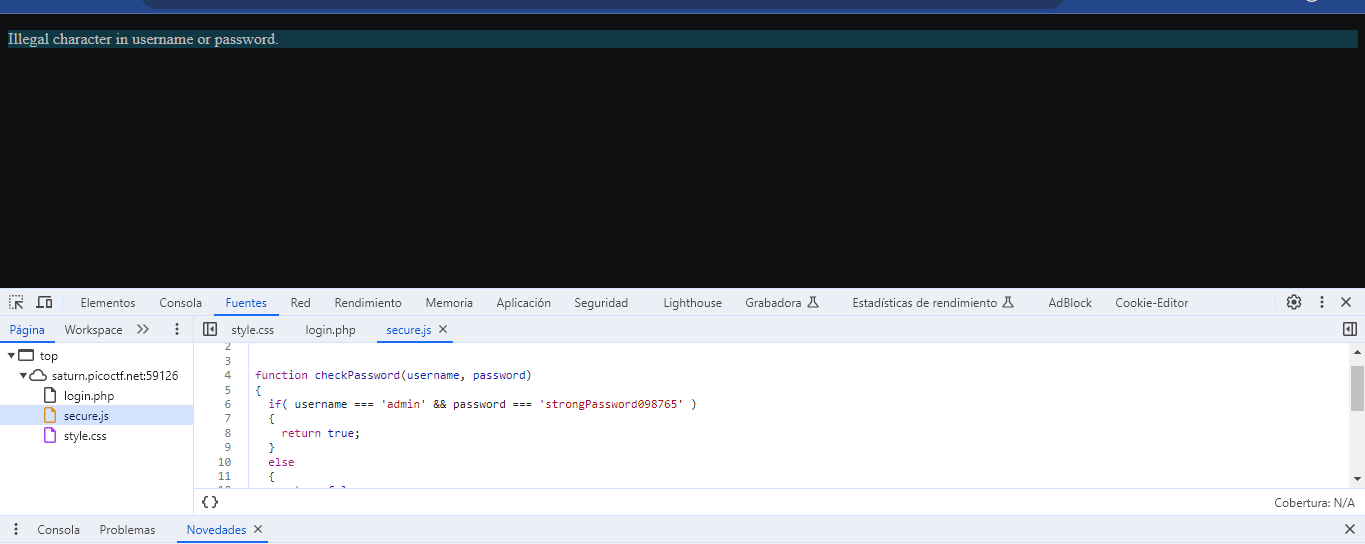 Illegal character in username or password.
Elementos Consola Fuentes Red Rendimiento Memoria Aplicación Seguridad Lighthouse Grabadora Estadísticas de rendimiento AdBlock Cookie-Editor
Página Workspace style.css login.php secure.js
top
saturn.picoctf.net:59126
login.php
secure.js
style.css
2
3
4 function checkPassword(username, password)
5 {
6 if( username === 'admin' && password === 'strongPassword098765' )
7 {
8 return true;
9 }
10 else
11 {
{} Cobertura: N/A
Consola Problemas Novedades